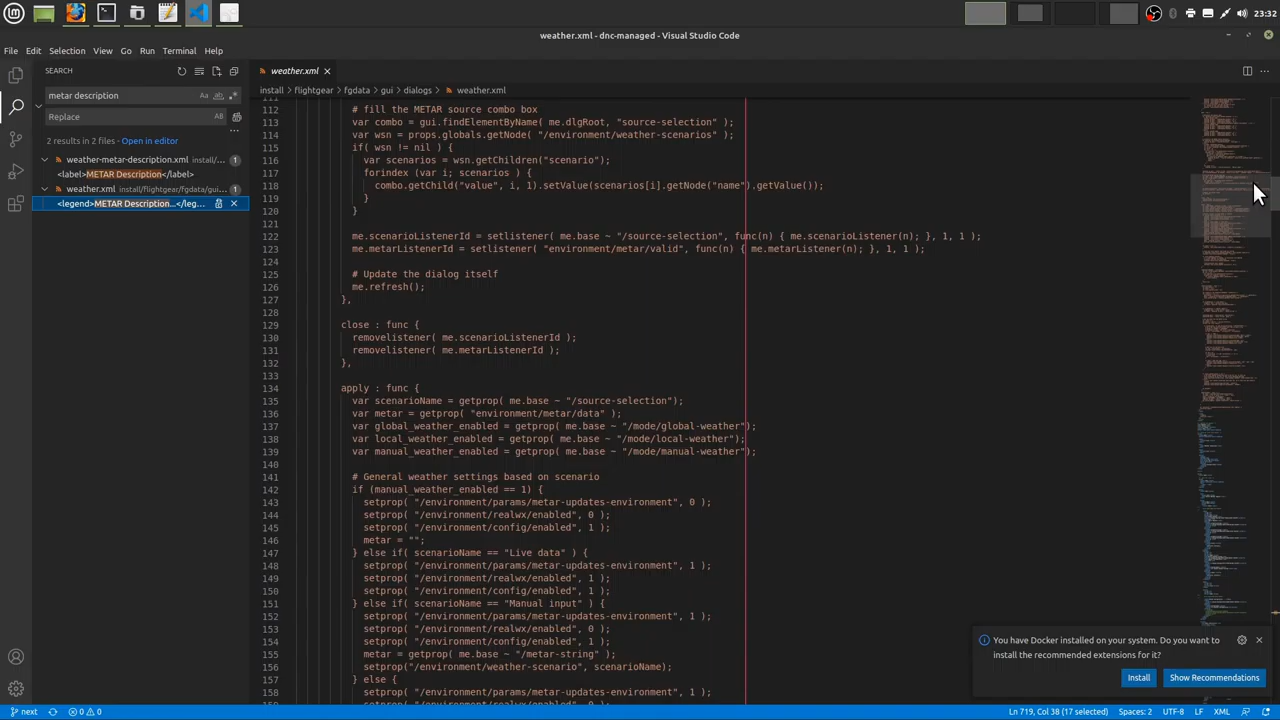 23:32
weather.xml - dnc-managed - Visual Studio Code
File Edit Selection View Go Run Terminal Help
SEARCH
metar description
Aa
ab
.*
Replace
AB
2 results in 2 files - Open in editor
weather-metar-description.xml install/... 1
<label>METAR Description</label>
weather.xml install/flightgear/fgdata/gui... 1
<legend>METAR Description...</leg...
weather.xml
install > flightgear > fgdata > gui > dialogs > weather.xml
111
112 # fill the METAR source combo box
113 var combo = gui.findElementByName( me.dlgRoot, "source-selection" );
114 var wsn = props.globals.getNode( "/environment/weather-scenarios" );
115 if( wsn != nil ) {
116 var scenarios = wsn.getChildren("scenario");
117 forindex (var i; scenarios ) {
118 combo.getChild("value", i, 1).setValue(scenarios[i].getNode("name").getValue());
119 }
120 }
121
122 me.scenarioListenerId = setlistener( me.base ~ "/source-selection", func(n) { me.scenarioListener(n); }, 1, 1 );
123 me.metarListenerId = setlistener( "environment/metar/valid", func(n) { me.metarListener(n); }, 1, 1 );
124
125 # Update the dialog itself
126 me.refresh();
127 },
128
129 close : func {
130 removelistener( me.scenarioListenerId );
131 removelistener( me.metarListenerId );
132 },
133
134 apply : func {
135 var scenarioName = getprop( me.base ~ "/source-selection");
136 var metar = getprop( "environment/metar/data" );
137 var global_weather_enabled = getprop( me.base ~ "/mode/global-weather");
138 var local_weather_enabled = getprop( me.base ~ "/mode/local-weather");
139 var manual_weather_enabled = getprop( me.base ~ "/mode/manual-weather");
140
141 # General weather settings based on scenario
142 if (manual_weather_enabled == 1) {
143 setprop( "/environment/params/metar-updates-environment", 0 );
144 setprop( "/environment/realwx/enabled", 0 );
145 setprop( "/environment/config/enabled", 1 );
146 metar = "";
147 } else if( scenarioName == "Live data" ) {
148 setprop( "/environment/params/metar-updates-environment", 1 );
149 setprop( "/environment/realwx/enabled", 1 );
150 setprop( "/environment/config/enabled", 1 );
151 } else if( scenarioName == "Manual input" ) {
152 setprop( "/environment/params/metar-updates-environment", 1 );
153 setprop( "/environment/realwx/enabled", 0 );
154 setprop( "/environment/config/enabled", 1 );
155 metar = getprop( me.base ~ "/metar-string" );
156 setprop("/environment/weather-scenario", scenarioName);
157 } else {
158 setprop( "/environment/params/metar-updates-environment", 1 );
You have Docker installed on your system. Do you want to
install the recommended extensions for it?
Install
Show Recommendations
next
0
0
Ln 719, Col 38 (17 selected)
Spaces: 2
UTF-8
LF
XML